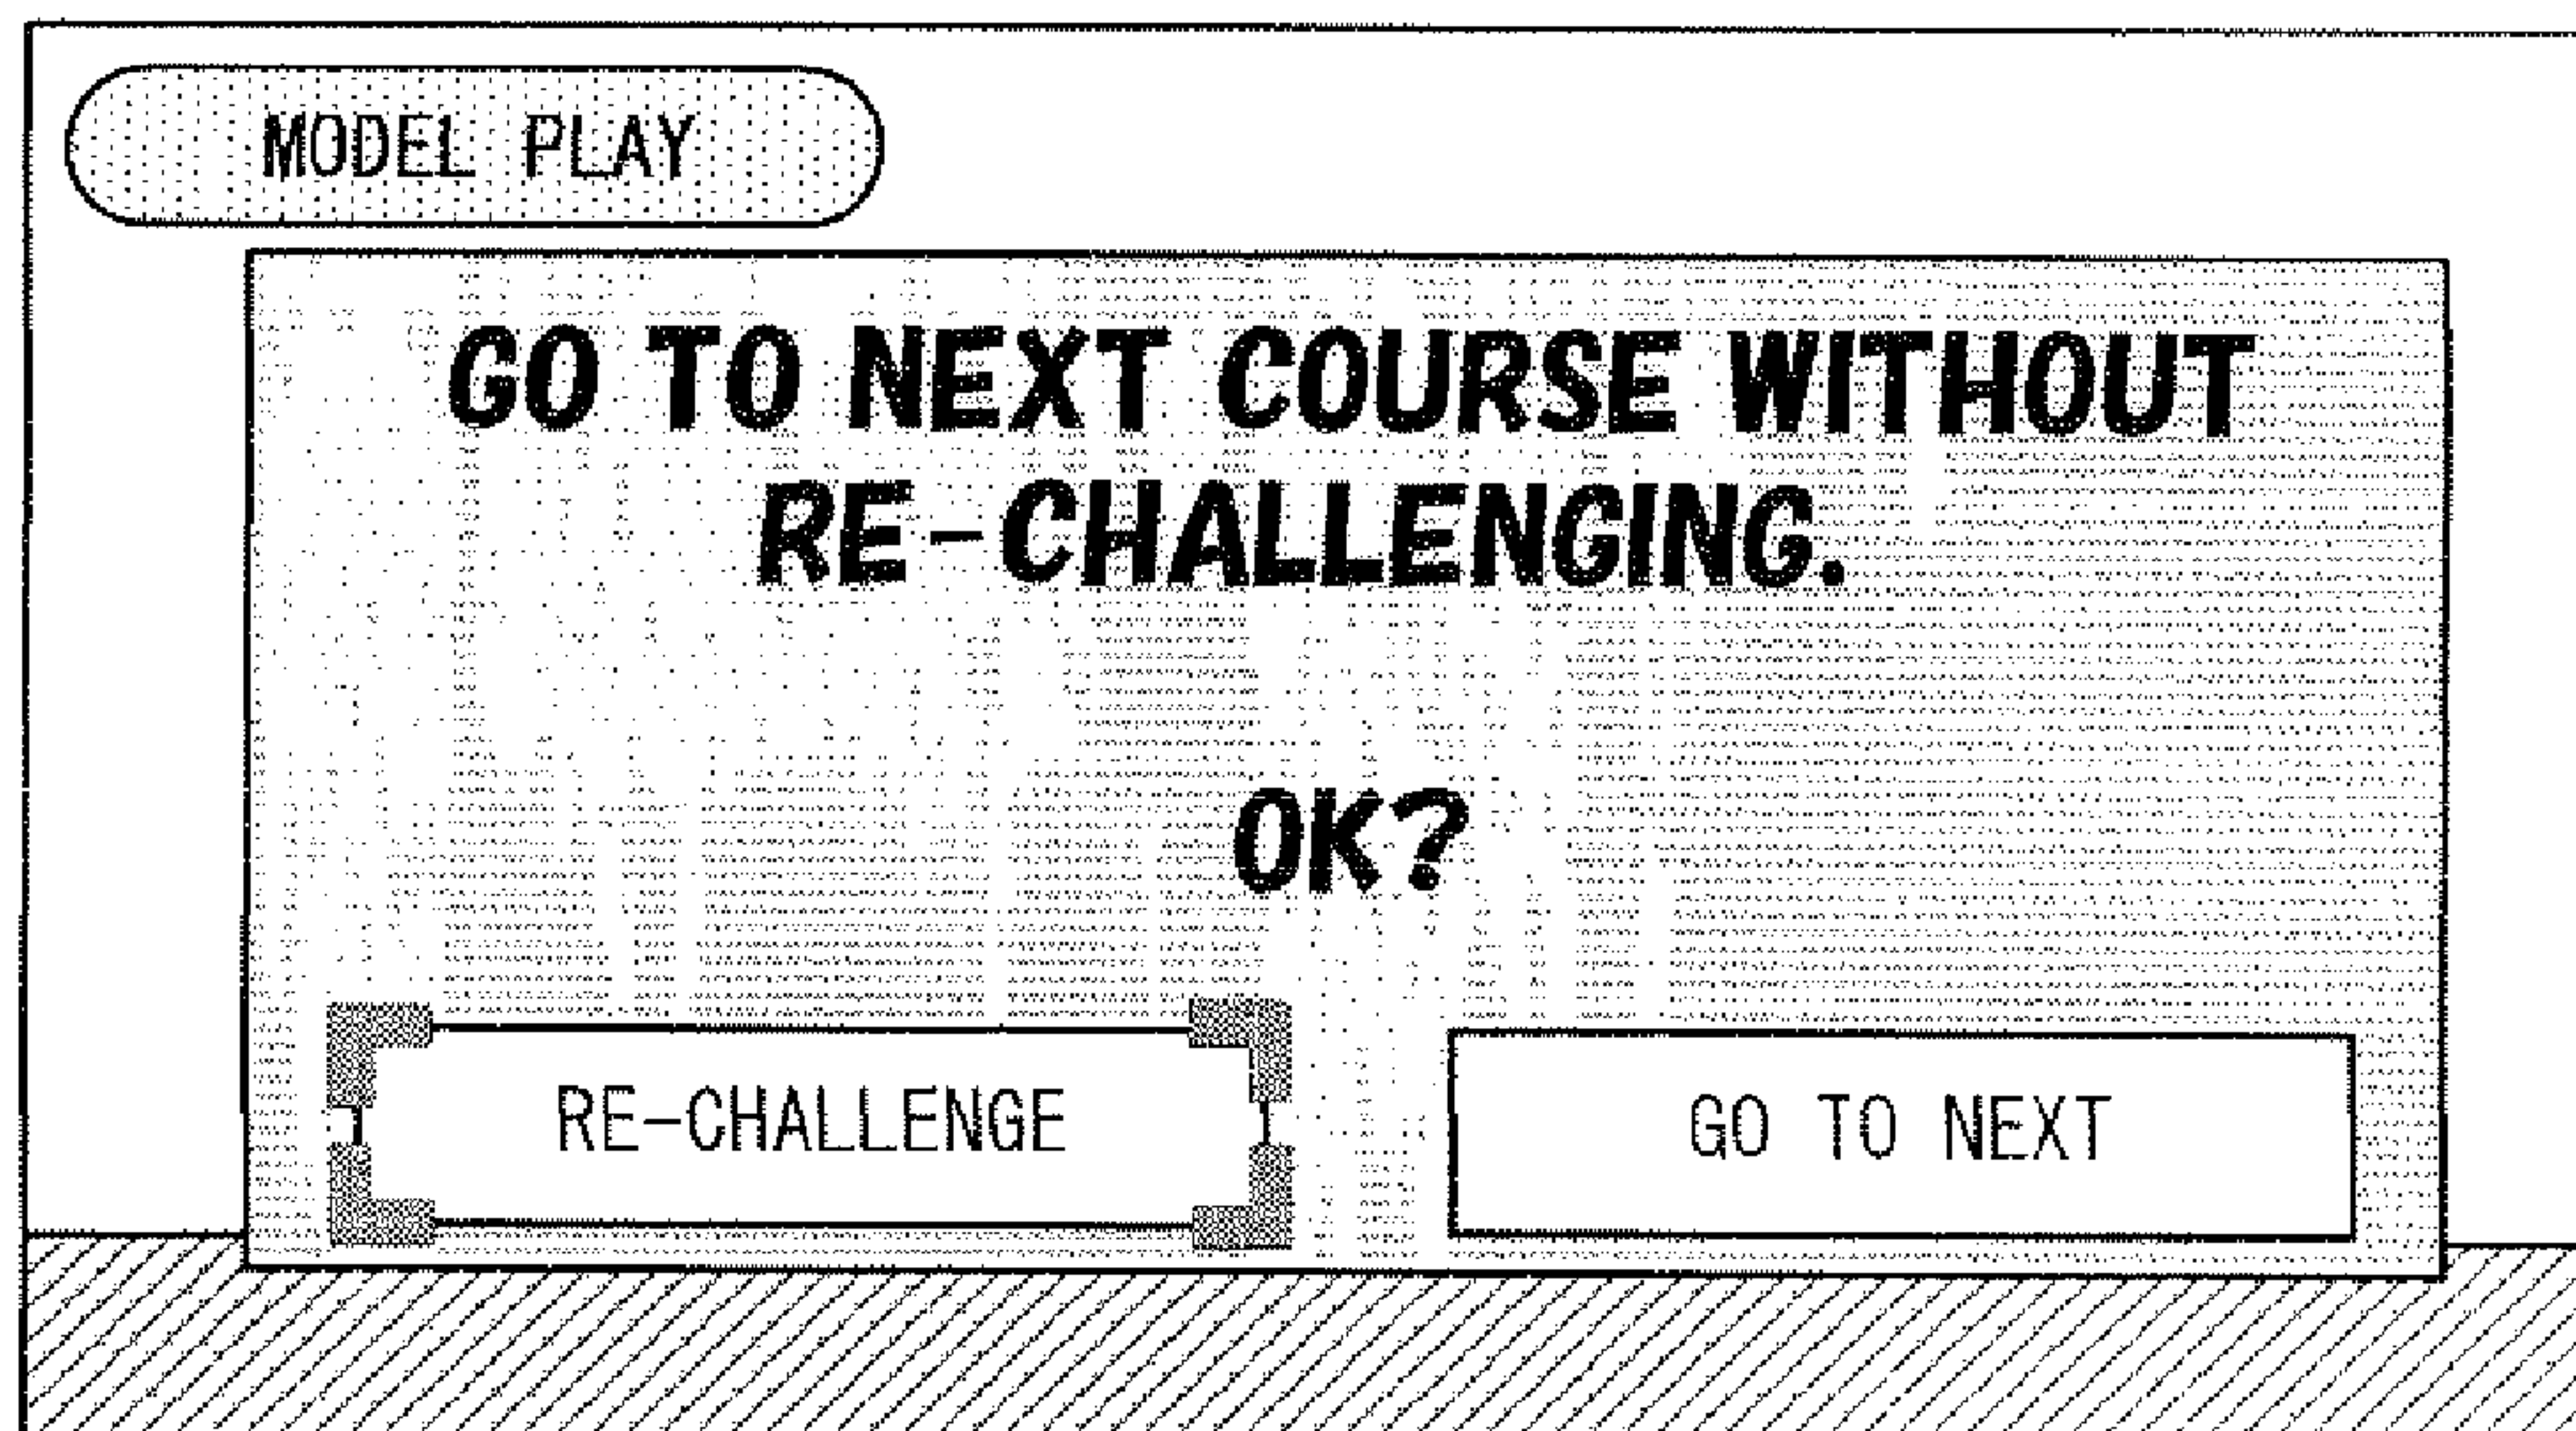 MODEL PLAY
GO TO NEXT COURSE WITHOUT
RE-CHALLENGING.
OK?
RE-CHALLENGE
GO TO NEXT